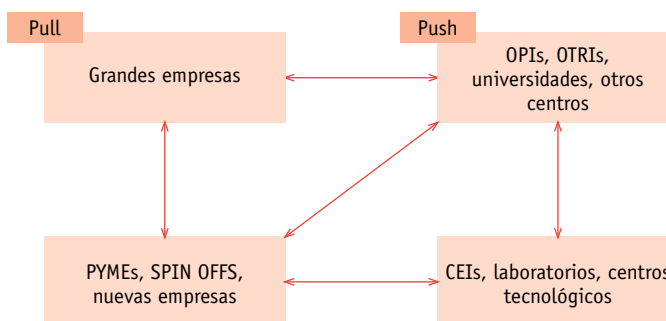 Pull
Push
Grandes empresas
OPIs, OTRIs,
universidades, otros
centros
PYMEs, SPIN OFFS,
nuevas empresas
CEIs, laboratorios, centros
tecnológicos